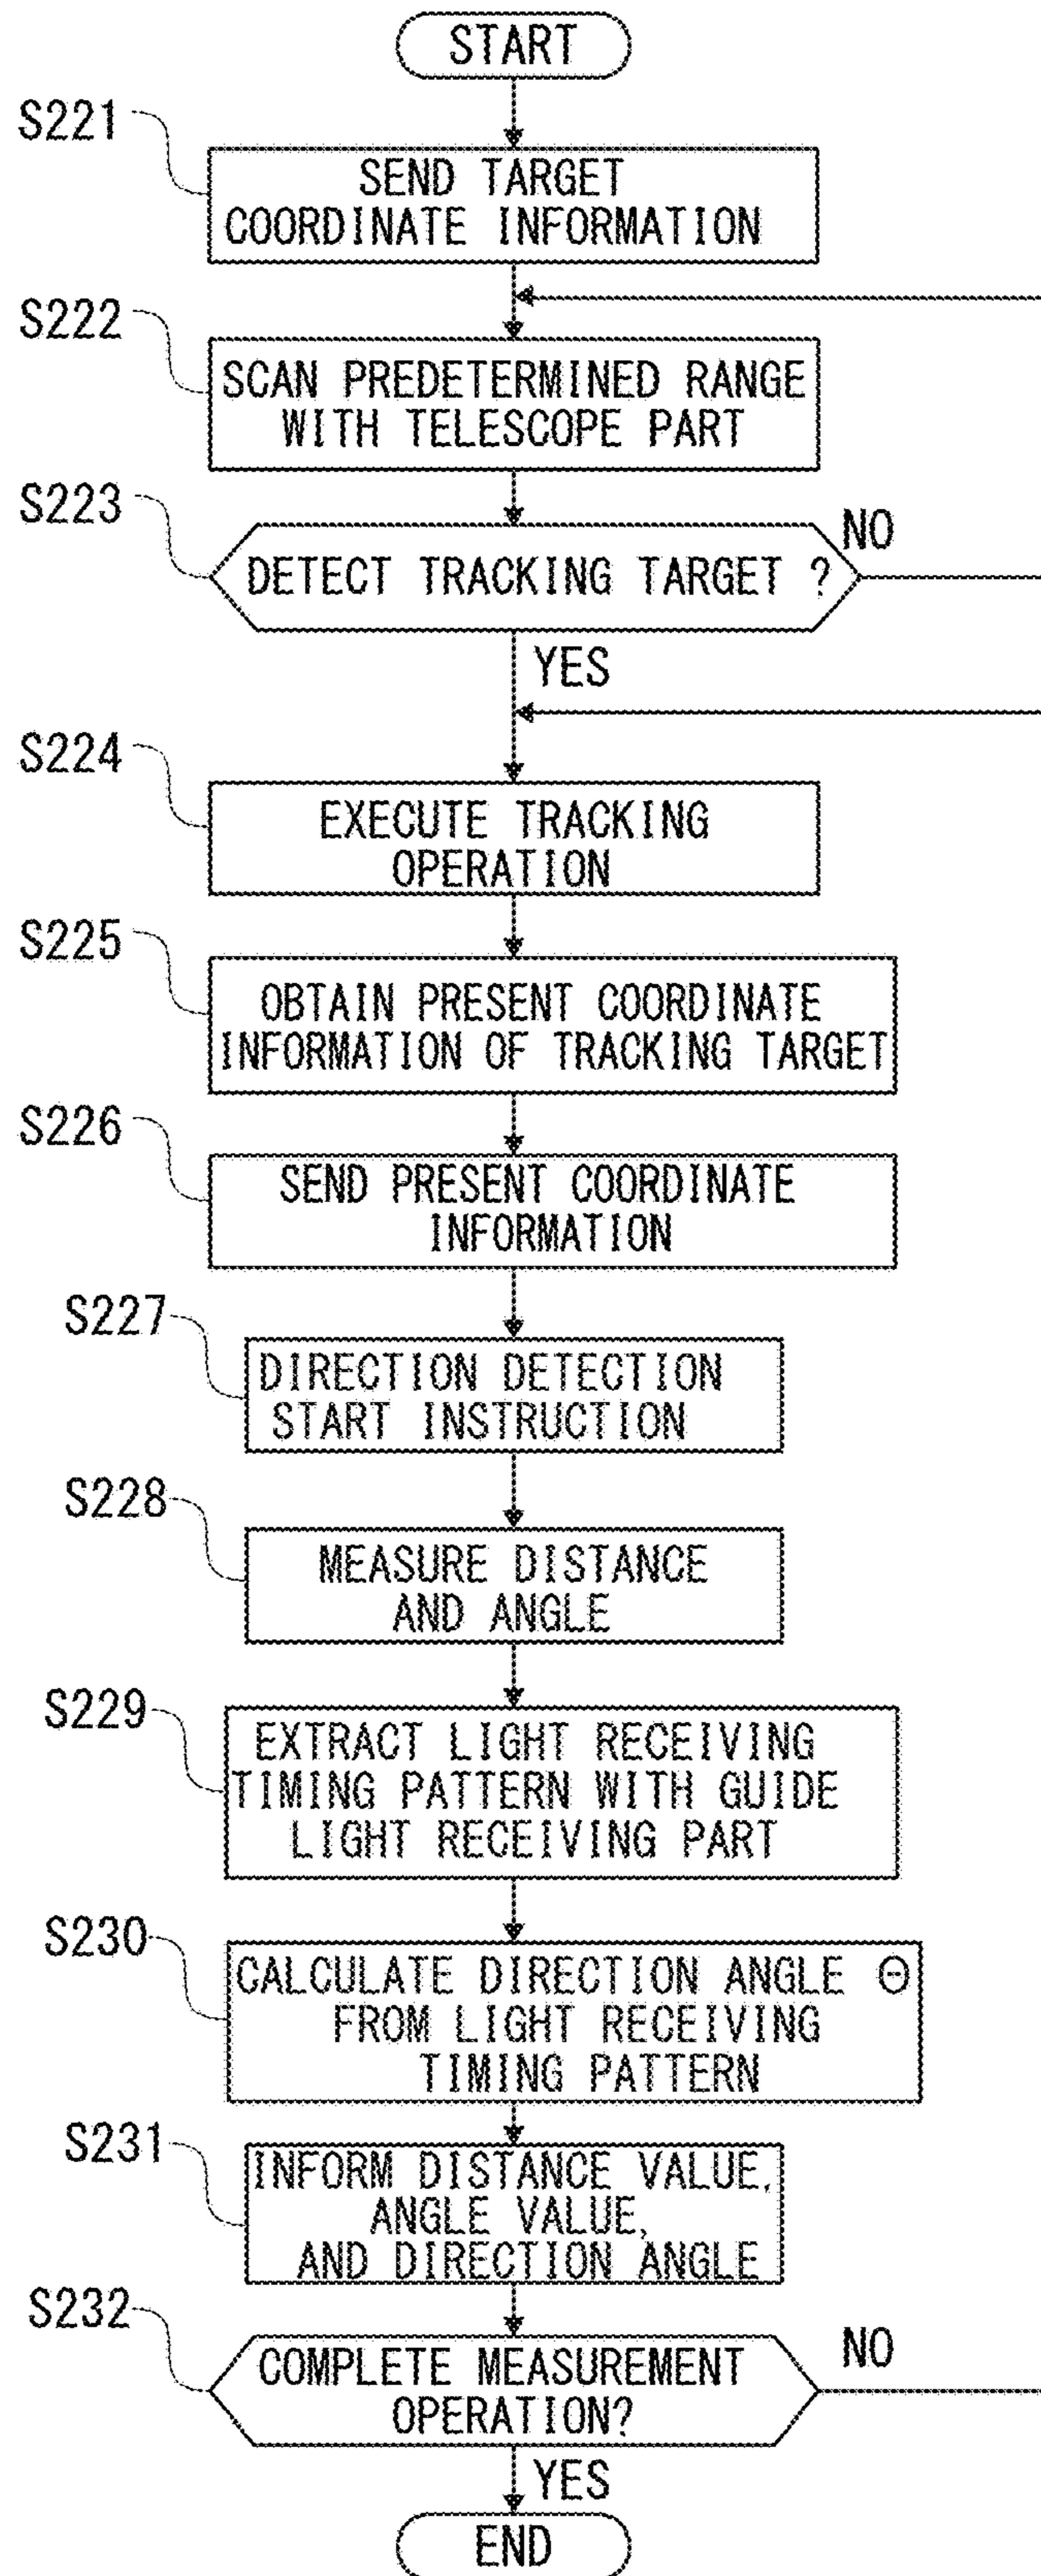 START
S221
SEND TARGET
COORDINATE INFORMATION
S222
SCAN PREDETERMINED RANGE
WITH TELESCOPE PART
S223
DETECT TRACKING TARGET ?
NO
YES
S224
EXECUTE TRACKING
OPERATION
S225
OBTAIN PRESENT COORDINATE
INFORMATION OF TRACKING TARGET
S226
SEND PRESENT COORDINATE
INFORMATION
S227
DIRECTION DETECTION
START INSTRUCTION
S228
MEASURE DISTANCE
AND ANGLE
S229
EXTRACT LIGHT RECEIVING
TIMING PATTERN WITH GUIDE
LIGHT RECEIVING PART
S230
CALCULATE DIRECTION ANGLE Θ
FROM LIGHT RECEIVING
TIMING PATTERN
S231
INFORM DISTANCE VALUE,
ANGLE VALUE,
AND DIRECTION ANGLE
S232
COMPLETE MEASUREMENT
OPERATION?
NO
YES
END